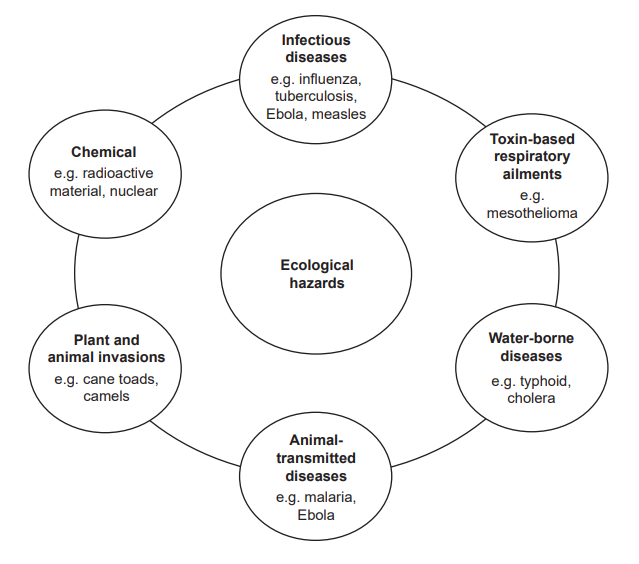 Infectious
diseases
e.g. influenza,
tuberculosis,
Ebola, measles
Toxin-based
respiratory
ailments
e.g.
mesothelioma
Water-borne
diseases
e.g. typhoid,
cholera
Animal-
transmitted
diseases
e.g. malaria,
Ebola
Plant and
animal invasions
e.g. cane toads,
camels
Chemical
e.g. radioactive
material, nuclear
Ecological
hazards